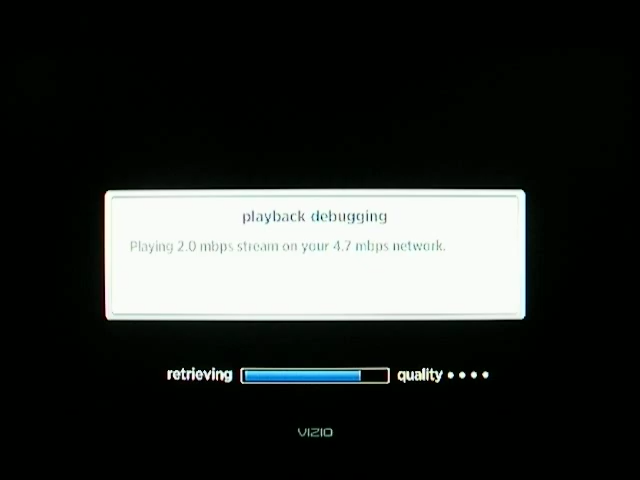 playback debugging
Playing 2.0 mbps stream on your 4.7 mbps network.
retrieving quality ••••
VIZIO